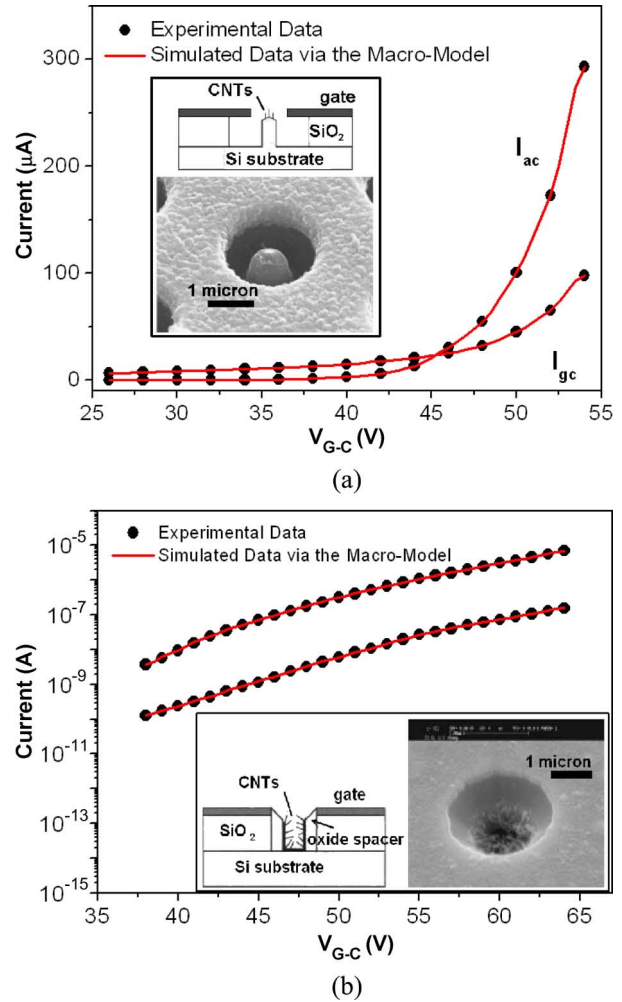 Experimental Data
Simulated Data via the Macro-Model
300
200
100
0
Current (μA)
CNTs
gate
SiO2
Si substrate
1 micron
Iac
Igc
25 30 35 40 45 50 55
VG-C (V)
(a)
Experimental Data
Simulated Data via the Macro-Model
10-5
10-7
10-9
10-11
10-13
10-15
Current (A)
CNTs
gate
SiO2
oxide spacer
Si substrate
1 micron
35 40 45 50 55 60 65
VG-C (V)
(b)